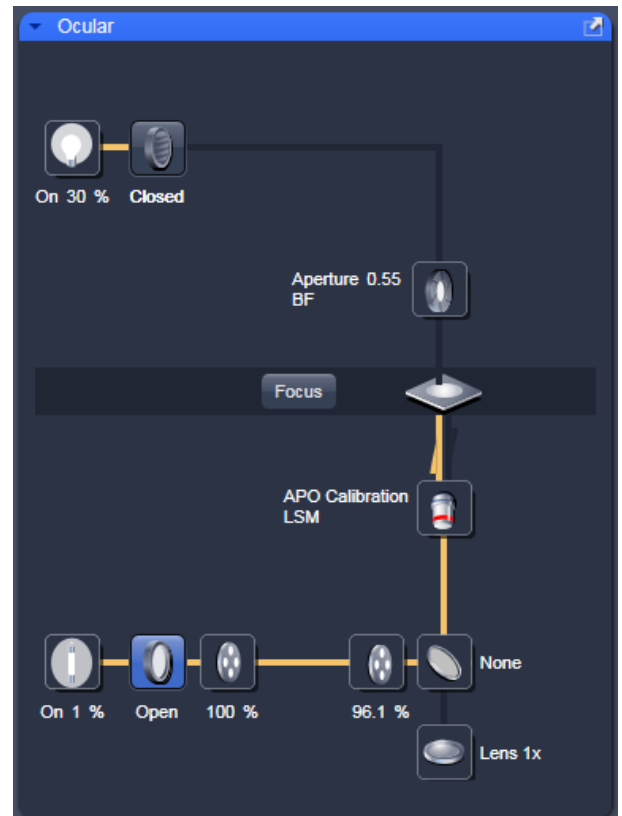 Ocular
On 30 %
Closed
Aperture 0.55
BF
Focus
APO Calibration
LSM
None
On 1 %
Open
100 %
96.1 %
Lens 1x